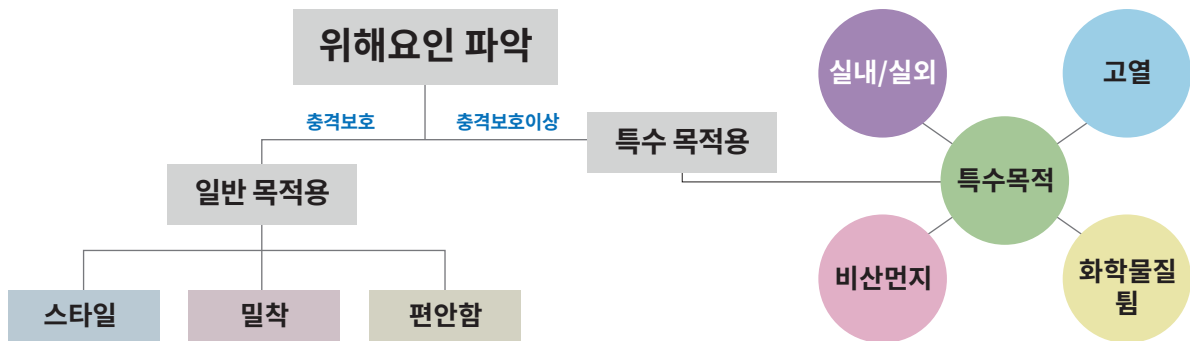 위해요인 파악
충격보호
충격보호이상
특수 목적용
일반 목적용
스타일
밀착
편안함
실내/실외
고열
특수목적
비산먼지
화학물질
튐